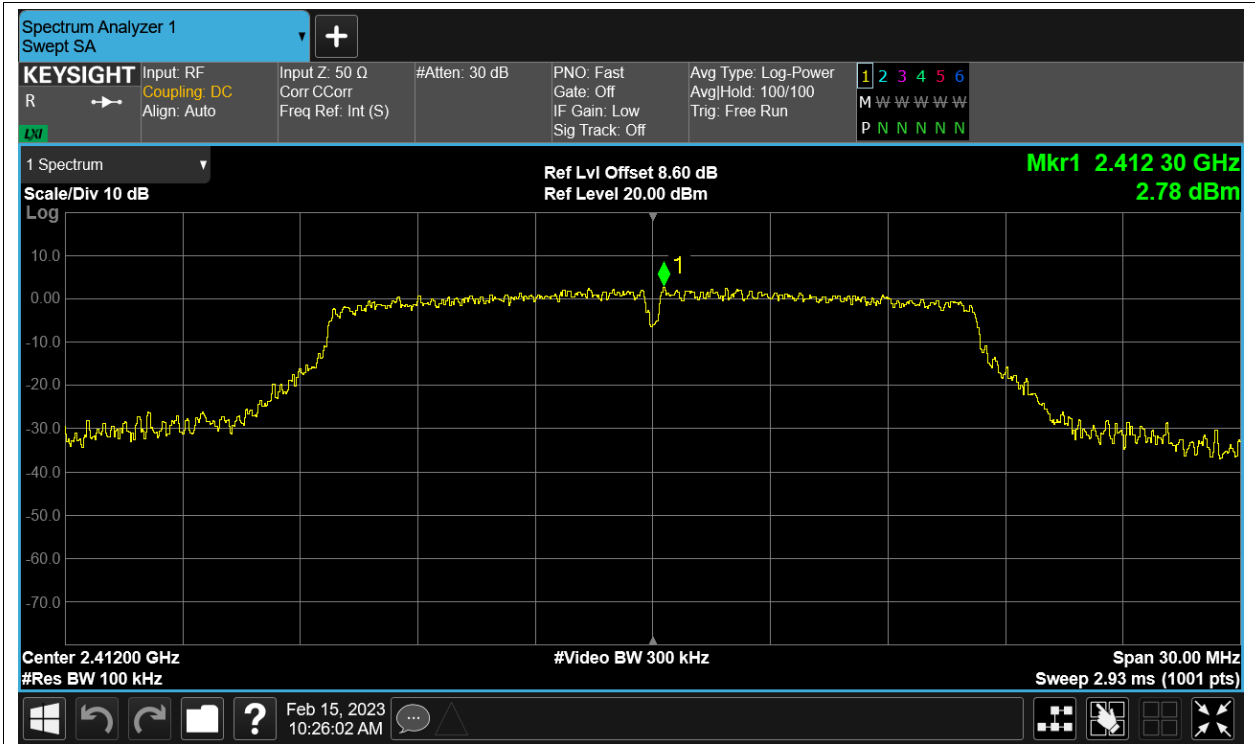 Spectrum Analyzer 1
Swept SA
+
KEYSIGHT
R
LXI
Input: RF
Coupling: DC
Align: Auto
Input Z: 50 Ω
Corr CCorr
Freq Ref: Int (S)
#Atten: 30 dB
PNO: Fast
Gate: Off
IF Gain: Low
Sig Track: Off
Avg Type: Log-Power
Avg|Hold: 100/100
Trig: Free Run
1 2 3 4 5 6
M W W W W W
P N N N N N
1 Spectrum
Scale/Div 10 dB
Log
Ref Lvl Offset 8.60 dB
Ref Level 20.00 dBm
Mkr1 2.412 30 GHz
2.78 dBm
1
10.0
0.00
-10.0
-20.0
-30.0
-40.0
-50.0
-60.0
-70.0
Center 2.41200 GHz
#Res BW 100 kHz
#Video BW 300 kHz
Span 30.00 MHz
Sweep 2.93 ms (1001 pts)
?
Feb 15, 2023
10:26:02 AM